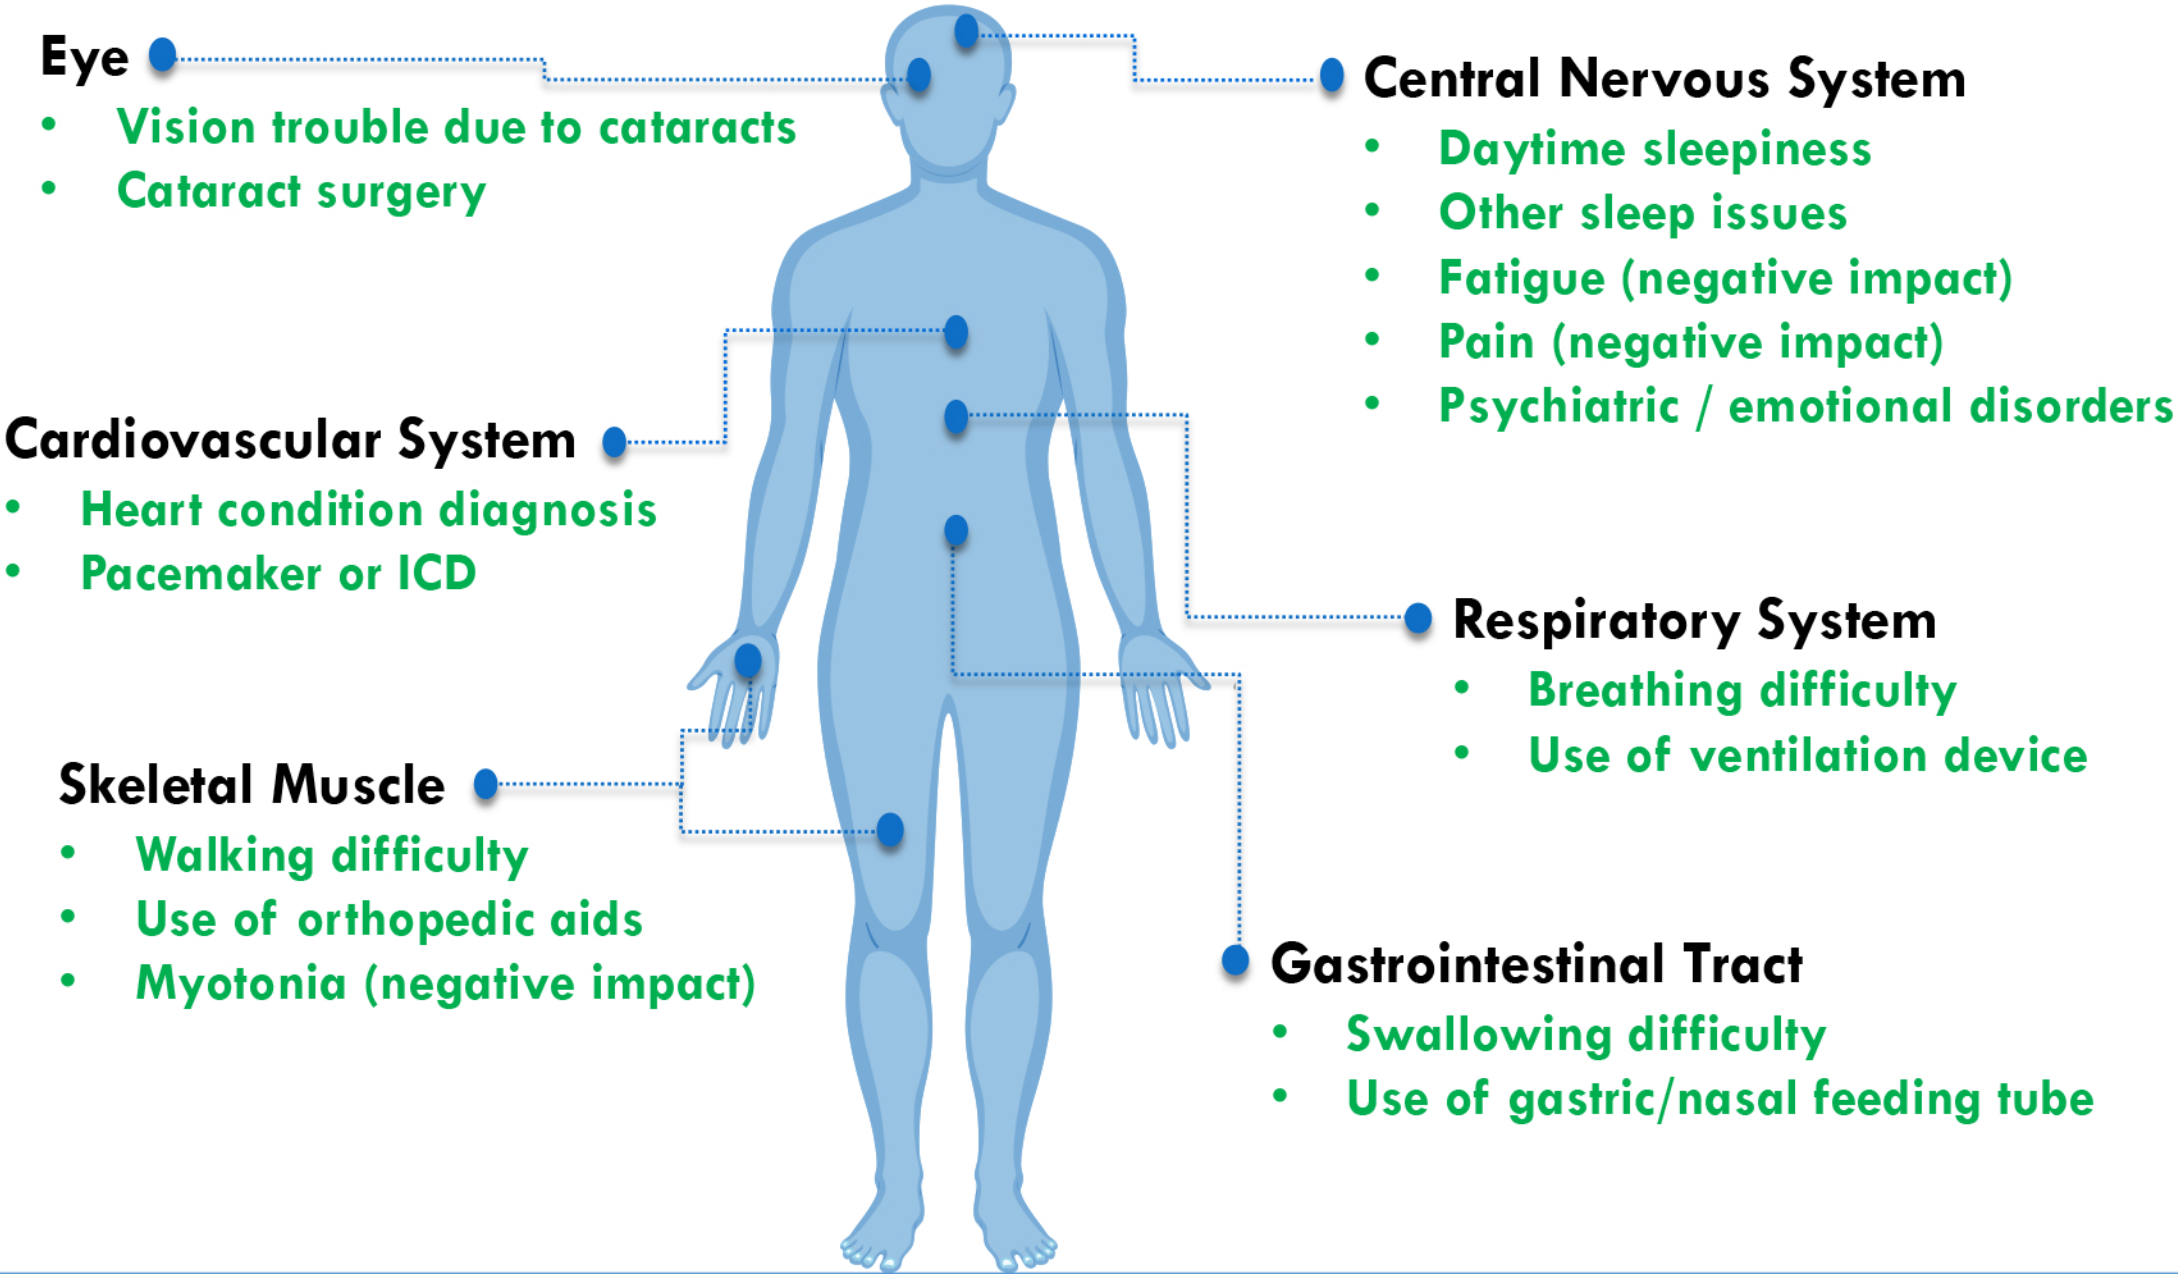 Eye
• Vision trouble due to cataracts
• Cataract surgery
Cardiovascular System
• Heart condition diagnosis
• Pacemaker or ICD
Skeletal Muscle
• Walking difficulty
• Use of orthopedic aids
• Myotonia (negative impact)
Central Nervous System
• Daytime sleepiness
• Other sleep issues
• Fatigue (negative impact)
• Pain (negative impact)
• Psychiatric / emotional disorders
Respiratory System
• Breathing difficulty
• Use of ventilation device
Gastrointestinal Tract
• Swallowing difficulty
• Use of gastric/nasal feeding tube